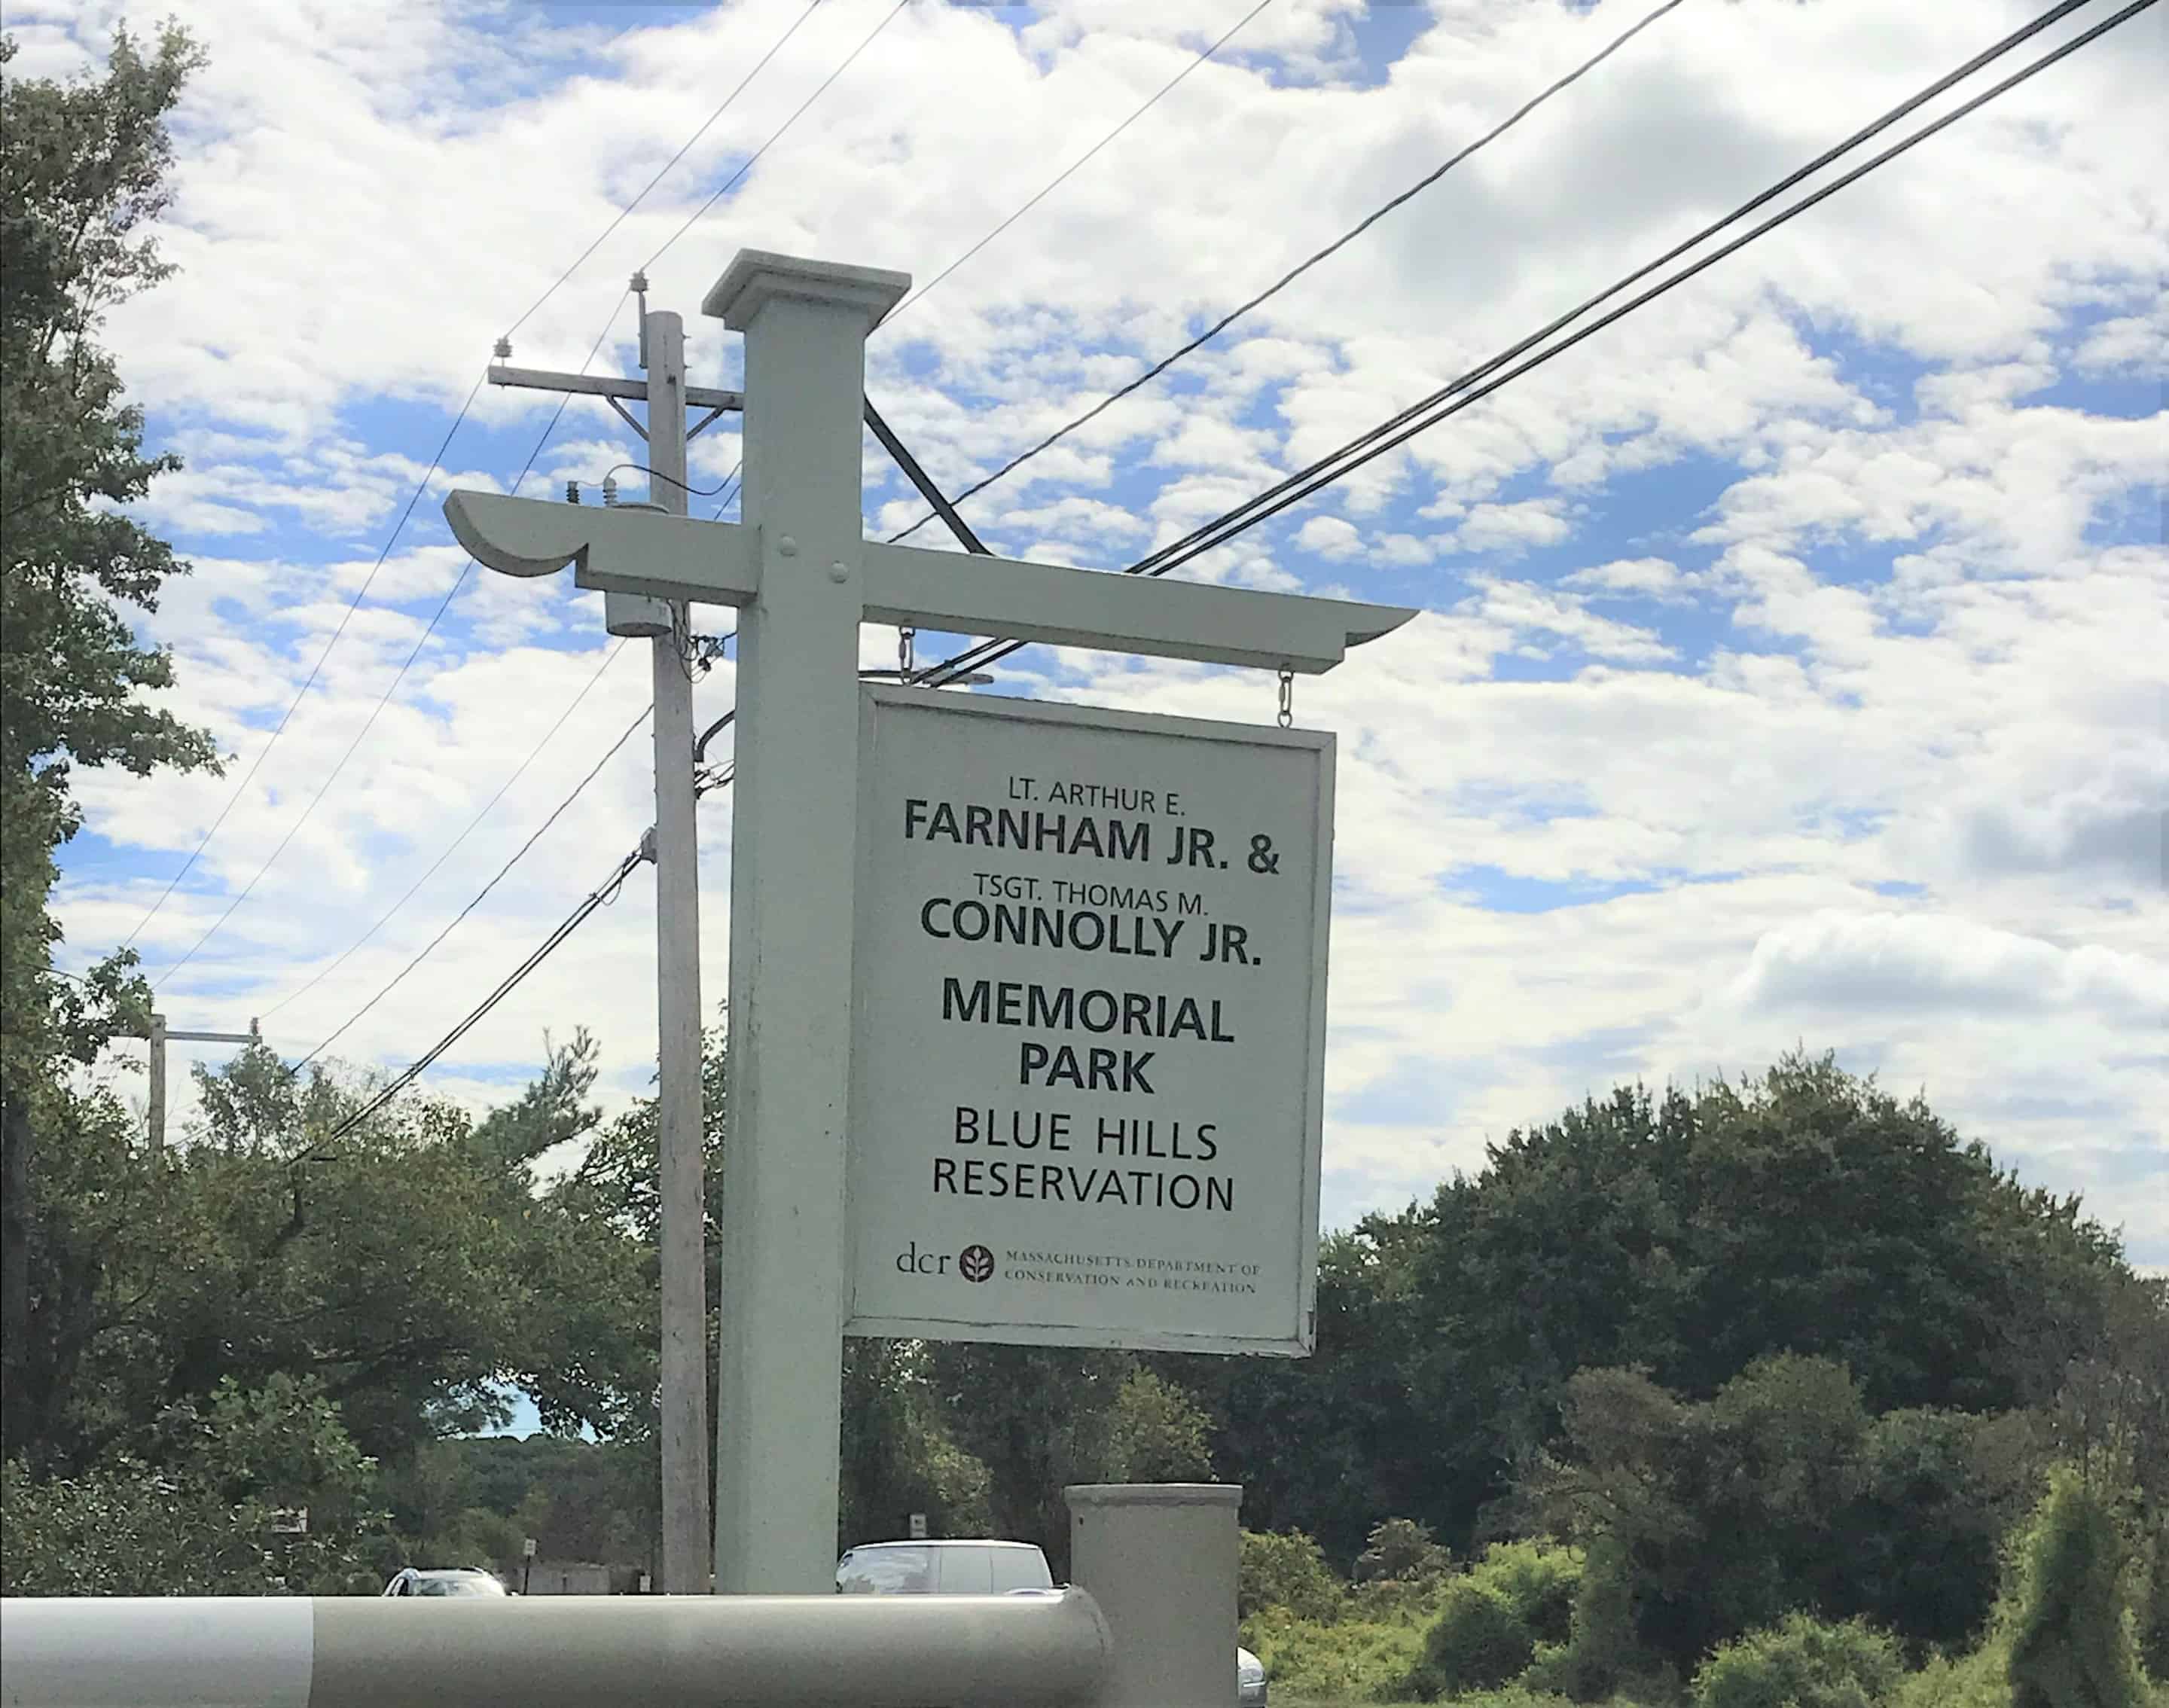 LT. ARTHUR E.
FARNHAM JR. &
TSGT. THOMAS M.
CONNOLLY JR.
MEMORIAL
PARK
BLUE HILLS
RESERVATION
dcr MASSACHUSETTS DEPARTMENT OF
CONSERVATION AND RECREATION